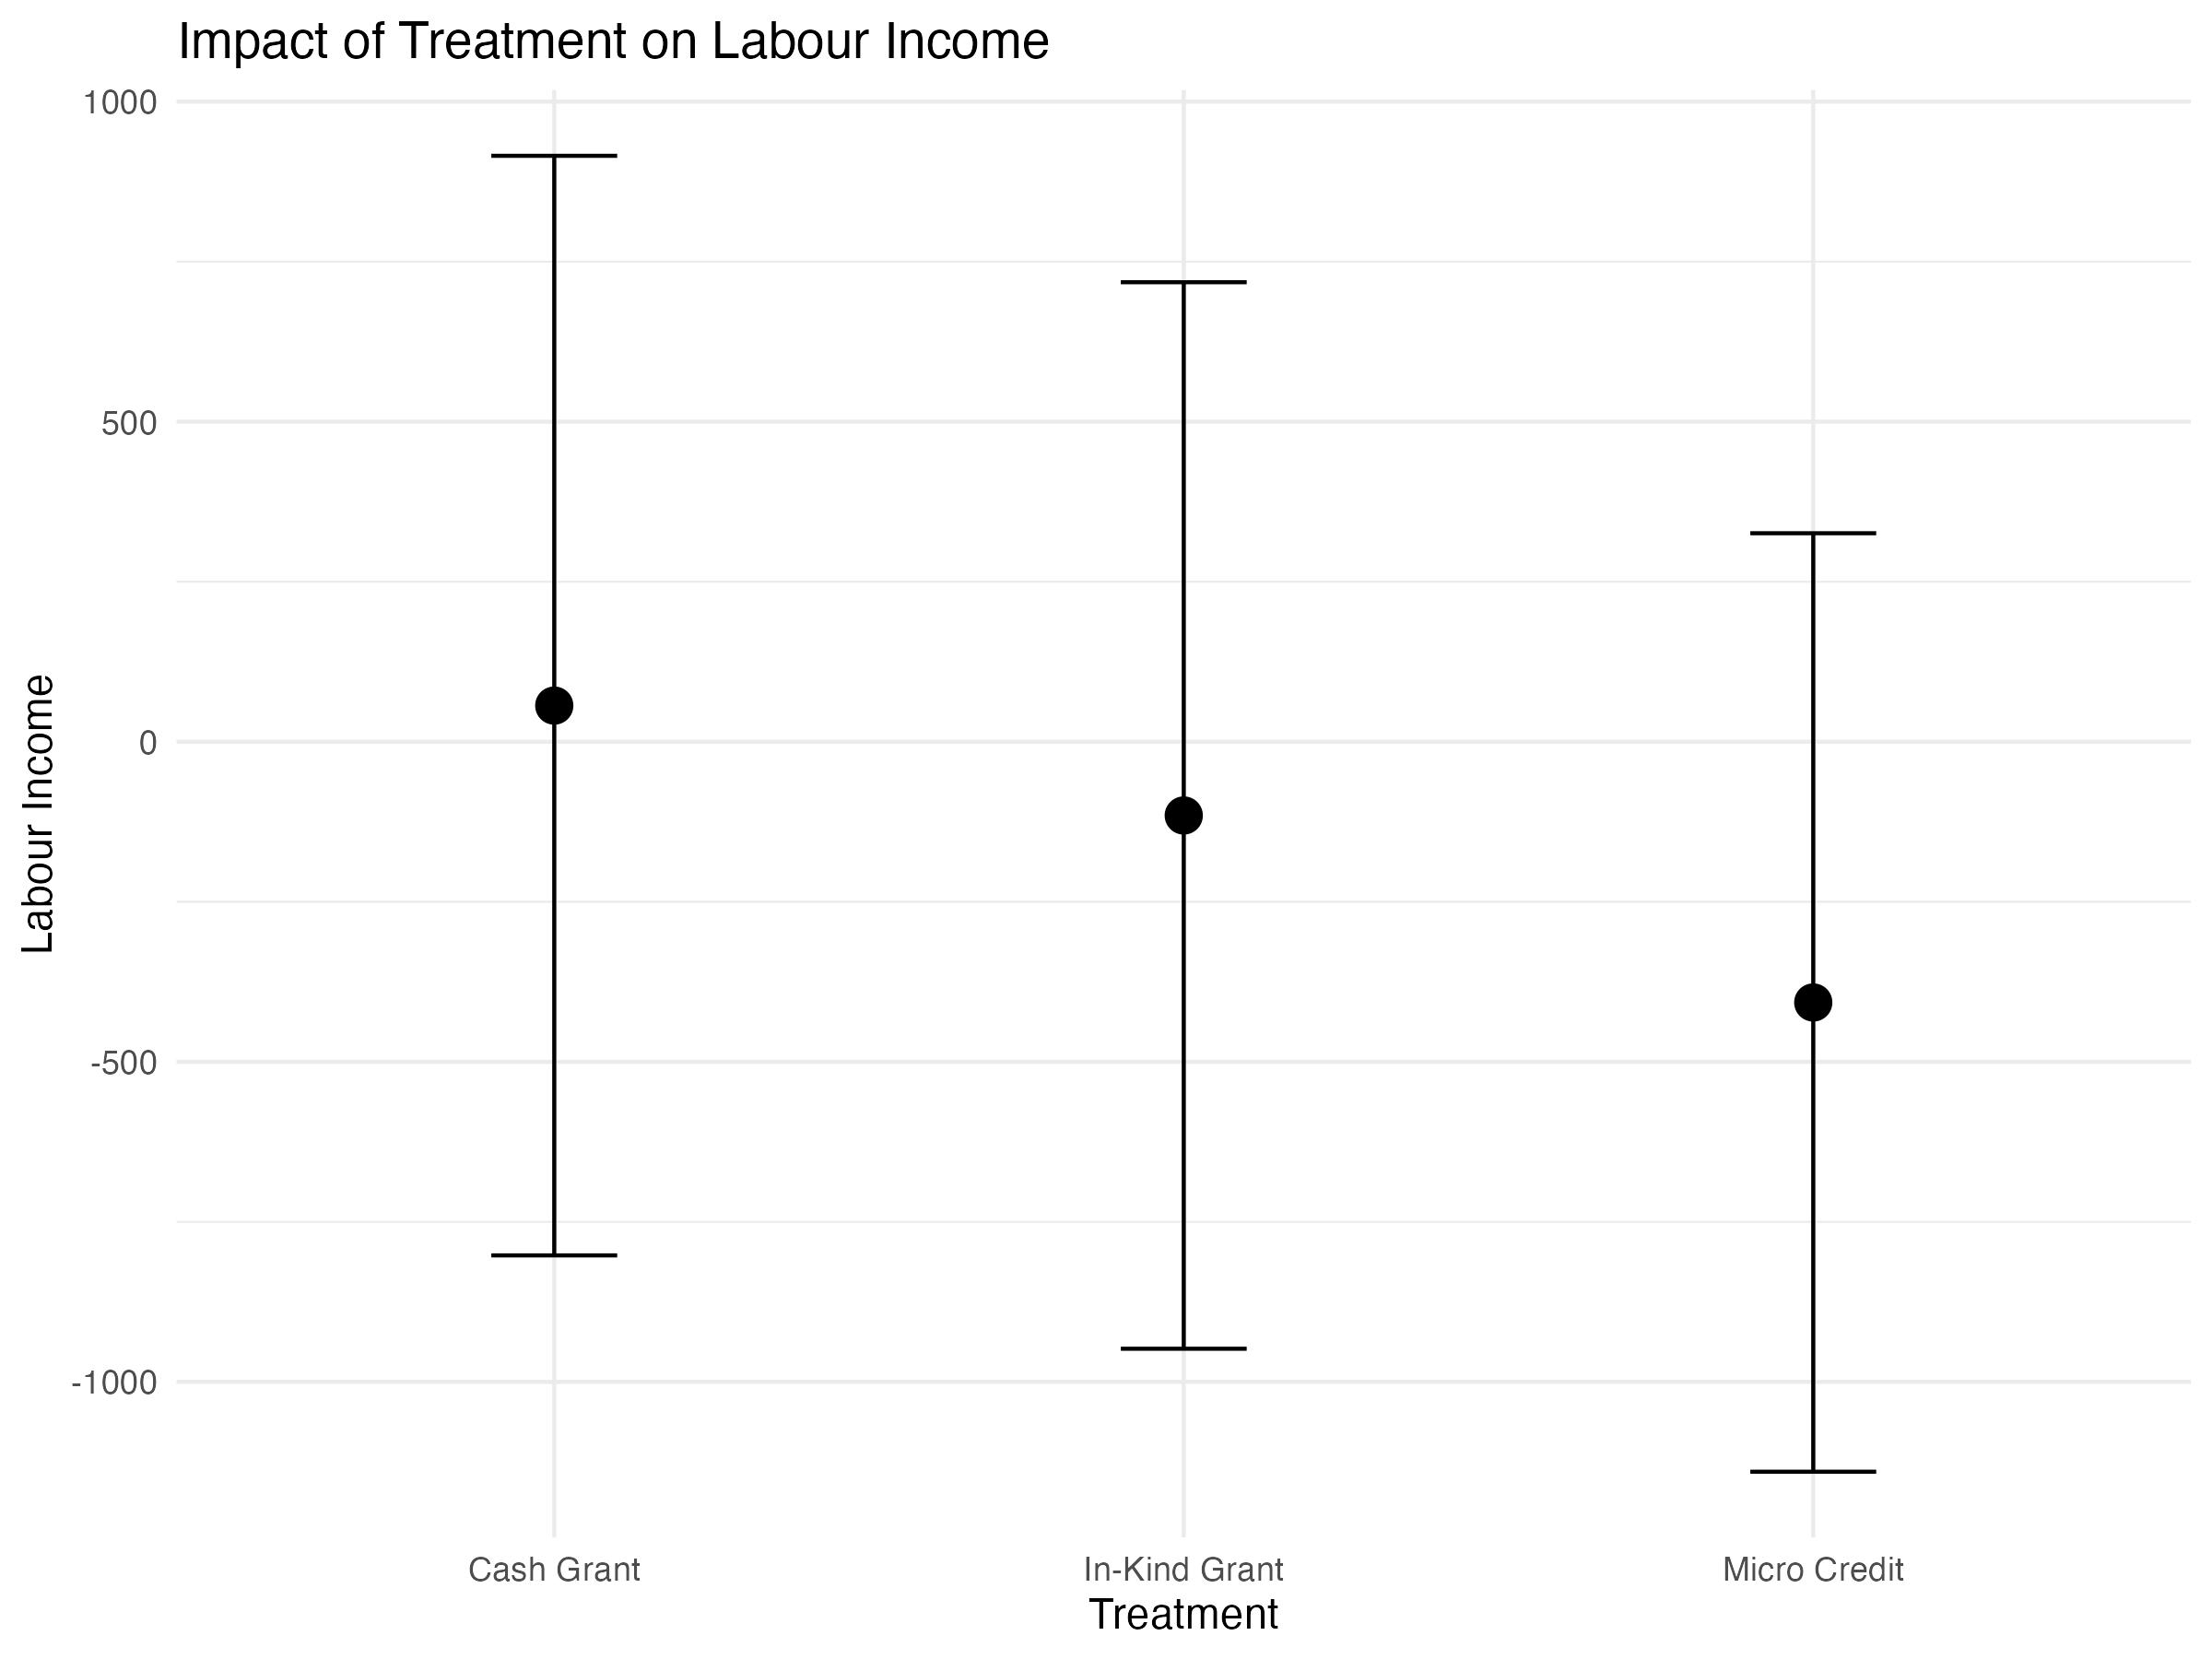 Impact of Treatment on Labour Income
1000
500
0
-500
-1000
Labour Income
Cash Grant
In-Kind Grant
Micro Credit
Treatment